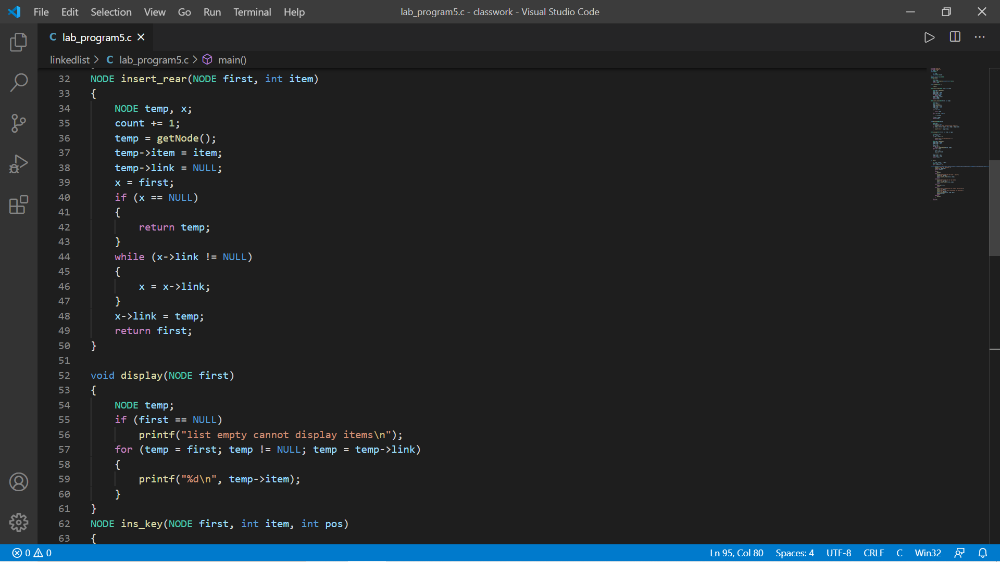 File Edit Selection View Go Run Terminal Help lab_program5.c - classwork - Visual Studio Code
C lab_program5.c
linkedlist > C lab_program5.c > main()
32 NODE insert_rear(NODE first, int item)
33 {
34     NODE temp, x;
35     count += 1;
36     temp = getNode();
37     temp->item = item;
38     temp->link = NULL;
39     x = first;
40     if (x == NULL)
41     {
42         return temp;
43     }
44     while (x->link != NULL)
45     {
46         x = x->link;
47     }
48     x->link = temp;
49     return first;
50 }
51
52 void display(NODE first)
53 {
54     NODE temp;
55     if (first == NULL)
56         printf("list empty cannot display items\n");
57     for (temp = first; temp != NULL; temp = temp->link)
58     {
59         printf("%d\n", temp->item);
60     }
61 }
62 NODE ins_key(NODE first, int item, int pos)
63 {
0 0 Ln 95, Col 80 Spaces: 4 UTF-8 CRLF C Win32